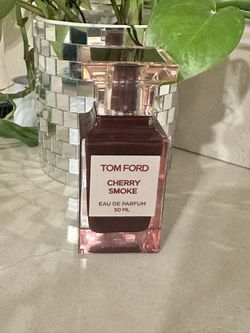 TOM FORD
CHERRY
SMOKE
EAU DE PARFUM
50 ML